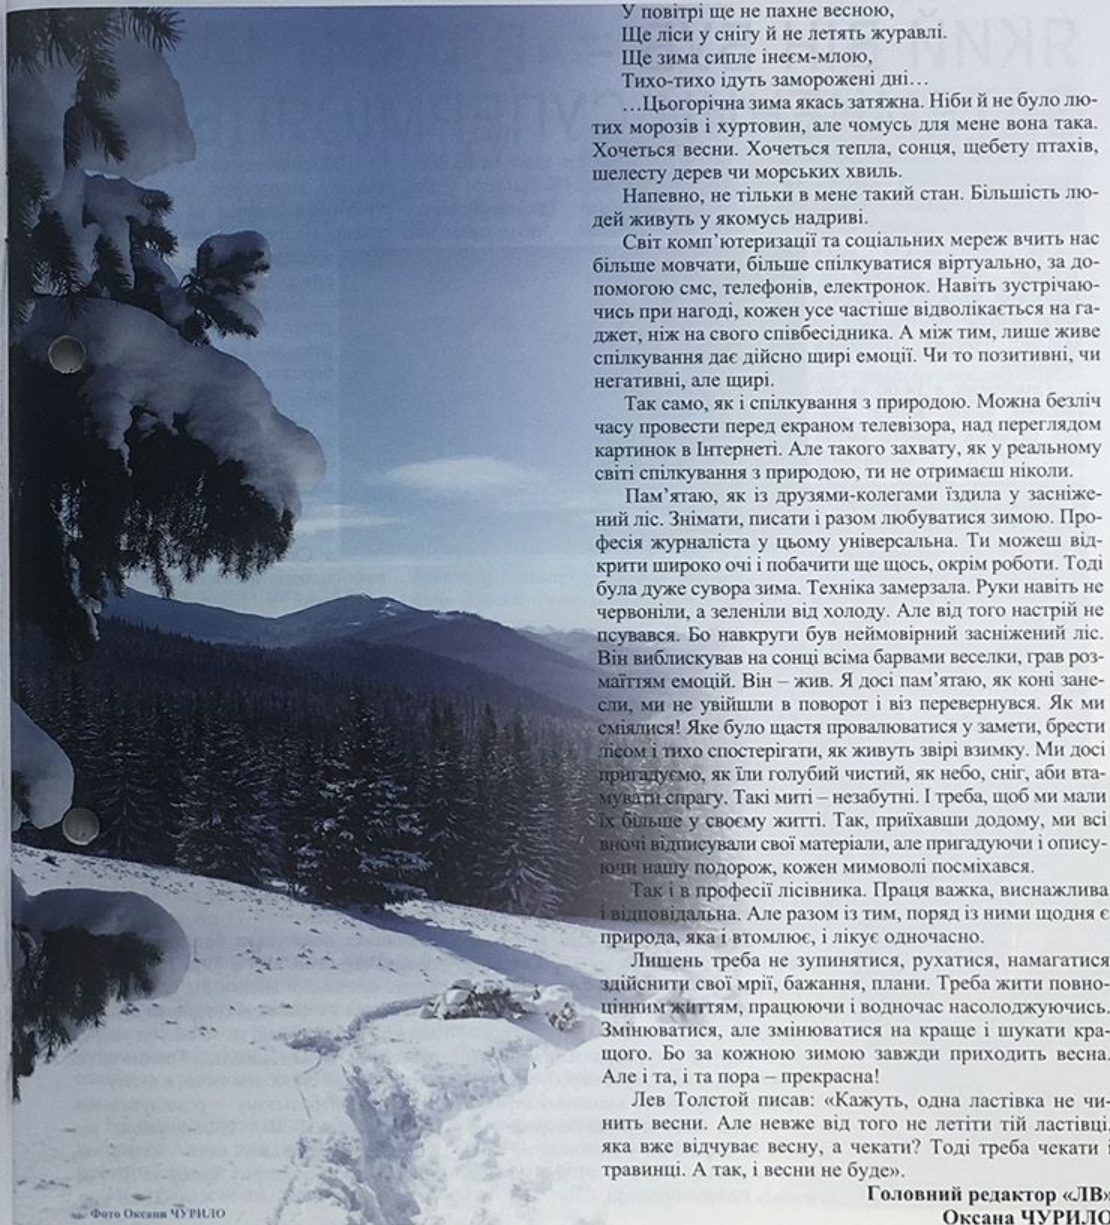 У повітрі ще не пахне весною,
Ще ліси у снігу й не летять журавлі.
Ще зима сипле інеєм-млою,
Тихо-тихо ідуть заморожені дні…
…Цьогорічна зима якась затяжна. Ніби й не було лю-
тих морозів і хуртовин, але чомусь для мене вона така.
Хочеться весни. Хочеться тепла, сонця, щебету птахів,
шелесту дерев чи морських хвиль.
Напевно, не тільки в мене такий стан. Більшість лю-
дей живуть у якомусь надриві.
Світ комп’ютеризації та соціальних мереж вчить нас
більше мовчати, більше спілкуватися віртуально, за до-
помогою смс, телефонів, електронок. Навіть зустрічаю-
чись при нагоді, кожен усе частіше відволікається на га-
джет, ніж на свого співбесідника. А між тим, лише живе
спілкування дає дійсно щирі емоції. Чи то позитивні, чи
негативні, але щирі.
Так само, як і спілкування з природою. Можна безліч
часу провести перед екраном телевізора, над переглядом
картинок в Інтернеті. Але такого захвату, як у реальному
світі спілкування з природою, ти не отримаєш ніколи.
Пам’ятаю, як із друзями-колегами їздила у засніже-
ний ліс. Знімати, писати і разом любуватися зимою. Про-
фесія журналіста у цьому універсальна. Ти можеш від-
крити широко очі і побачити ще щось, окрім роботи. Тоді
була дуже сувора зима. Техніка замерзала. Руки навіть не
червоніли, а зеленіли від холоду. Але від того настрій не
псувався. Бо навкруги був неймовірний засніжений ліс.
Він виблискував на сонці всіма барвами веселки, грав роз-
маїттям емоцій. Він – жив. Я досі пам’ятаю, як коні зане-
сли, ми не увійшли в поворот і віз перевернувся. Як ми
сміялися! Яке було щастя провалюватися у замети, брести
лісом і тихо спостерігати, як живуть звірі взимку. Ми досі
пригадуємо, як їли голубий чистий, як небо, сніг, аби вта-
мувати спрагу. Такі миті – незабутні. І треба, щоб ми мали
їх більше у своєму житті. Так, приїхавши додому, ми всі
вночі відписували свої матеріали, але пригадуючи і опису-
ючи нашу подорож, кожен мимоволі посміхався.
Так і в професії лісівника. Праця важка, виснажлива
і відповідальна. Але разом із тим, поряд із ними щодня є
природа, яка і втомлює, і лікує одночасно.
Лишень треба не зупинятися, рухатися, намагатися
здійснити свої мрії, бажання, плани. Треба жити повно-
цінним життям, працюючи і водночас насолоджуючись.
Змінюватися, але змінюватися на краще і шукати кра-
щого. Бо за кожною зимою завжди приходить весна.
Але і та, і та пора – прекрасна!
Лев Толстой писав: «Кажуть, одна ластівка не чи-
нить весни. Але невже від того не летіти тій ластівці,
яка вже відчуває весну, а чекати? Тоді треба чекати і
травинці. А так, і весни не буде».
Головний редактор «ЛВ»
Оксана ЧУРИЛО
Фото Оксани ЧУРИЛО